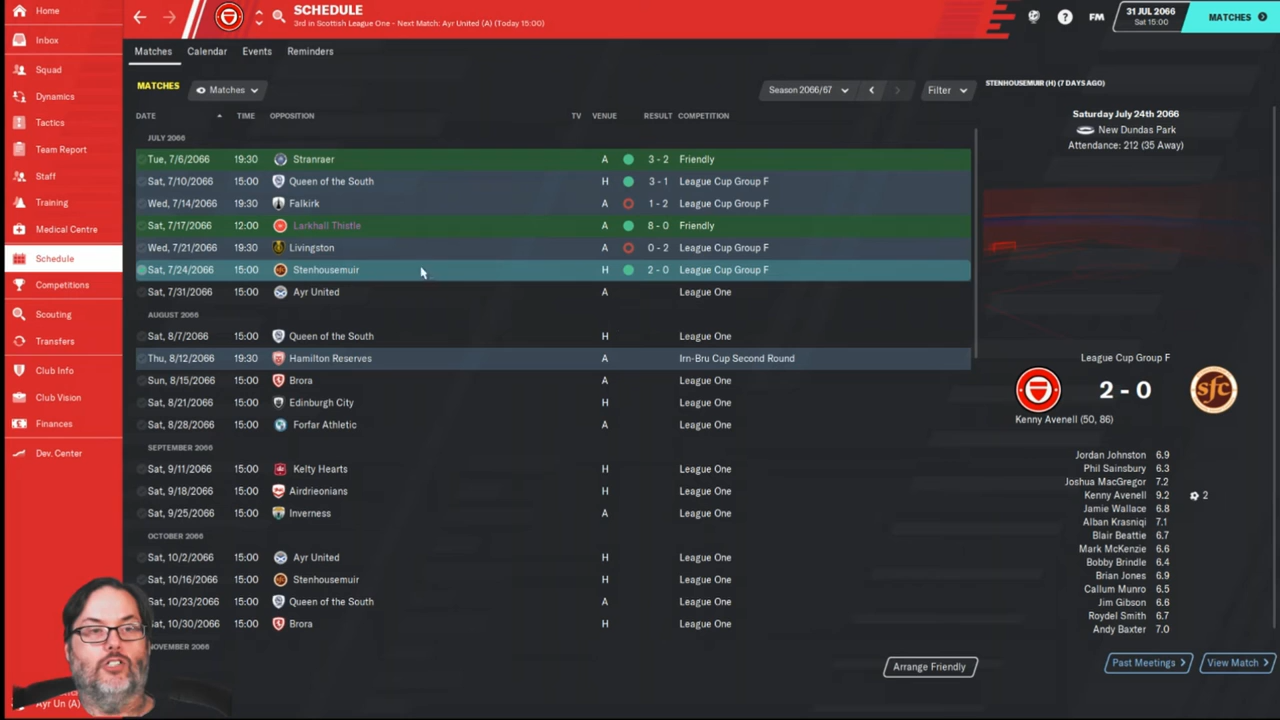 Home
SCHEDULE
3rd in Scottish League One - Next Match: Ayr United (A) (Today 15:00)
FM
31 JUL 2066
Sat 15:00
MATCHES
Inbox
Squad
Dynamics
Tactics
Team Report
Staff
Training
Medical Centre
Schedule
Competitions
Scouting
Transfers
Club Info
Club Vision
Finances
Dev. Center
Ayr Un (A)
Matches Calendar Events Reminders
MATCHES Matches Season 2066/67 Filter
DATE TIME OPPOSITION TV VENUE RESULT COMPETITION
JULY 2066
Tue, 7/6/2066 19:30 Stranraer A 3 - 2 Friendly
Sat, 7/10/2066 15:00 Queen of the South H 3 - 1 League Cup Group F
Wed, 7/14/2066 19:30 Falkirk A 1 - 2 League Cup Group F
Sat, 7/17/2066 12:00 Larkhall Thistle A 8 - 0 Friendly
Wed, 7/21/2066 19:30 Livingston A 0 - 2 League Cup Group F
Sat, 7/24/2066 15:00 Stenhousemuir H 2 - 0 League Cup Group F
Sat, 7/31/2066 15:00 Ayr United A League One
AUGUST 2066
Sat, 8/7/2066 15:00 Queen of the South H League One
Thu, 8/12/2066 19:30 Hamilton Reserves A Irn-Bru Cup Second Round
Sun, 8/15/2066 15:00 Brora A League One
Sat, 8/21/2066 15:00 Edinburgh City H League One
Sat, 8/28/2066 15:00 Forfar Athletic A League One
SEPTEMBER 2066
Sat, 9/11/2066 15:00 Kelty Hearts H League One
Sat, 9/18/2066 15:00 Airdrieonians H League One
Sat, 9/25/2066 15:00 Inverness A League One
OCTOBER 2066
Sat, 10/2/2066 15:00 Ayr United H League One
Sat, 10/16/2066 15:00 Stenhousemuir H League One
Sat, 10/23/2066 15:00 Queen of the South A League One
Sat, 10/30/2066 15:00 Brora H League One
NOVEMBER 2066
Arrange Friendly
STENHOUSEMUIR (H) (7 DAYS AGO)
Saturday July 24th 2066
New Dundas Park
Attendance: 212 (35 Away)
League Cup Group F
2 - 0
sfc
Kenny Avenell (50, 86)
Jordan Johnston 6.9
Phil Sainsbury 6.3
Joshua MacGregor 7.2
Kenny Avenell 9.2 2
Jamie Wallace 6.8
Alban Krasniqi 7.1
Blair Beattie 6.7
Mark McKenzie 6.6
Bobby Brindle 6.4
Brian Jones 6.9
Callum Munro 6.5
Jim Gibson 6.6
Roydel Smith 6.7
Andy Baxter 7.0
Past Meetings View Match